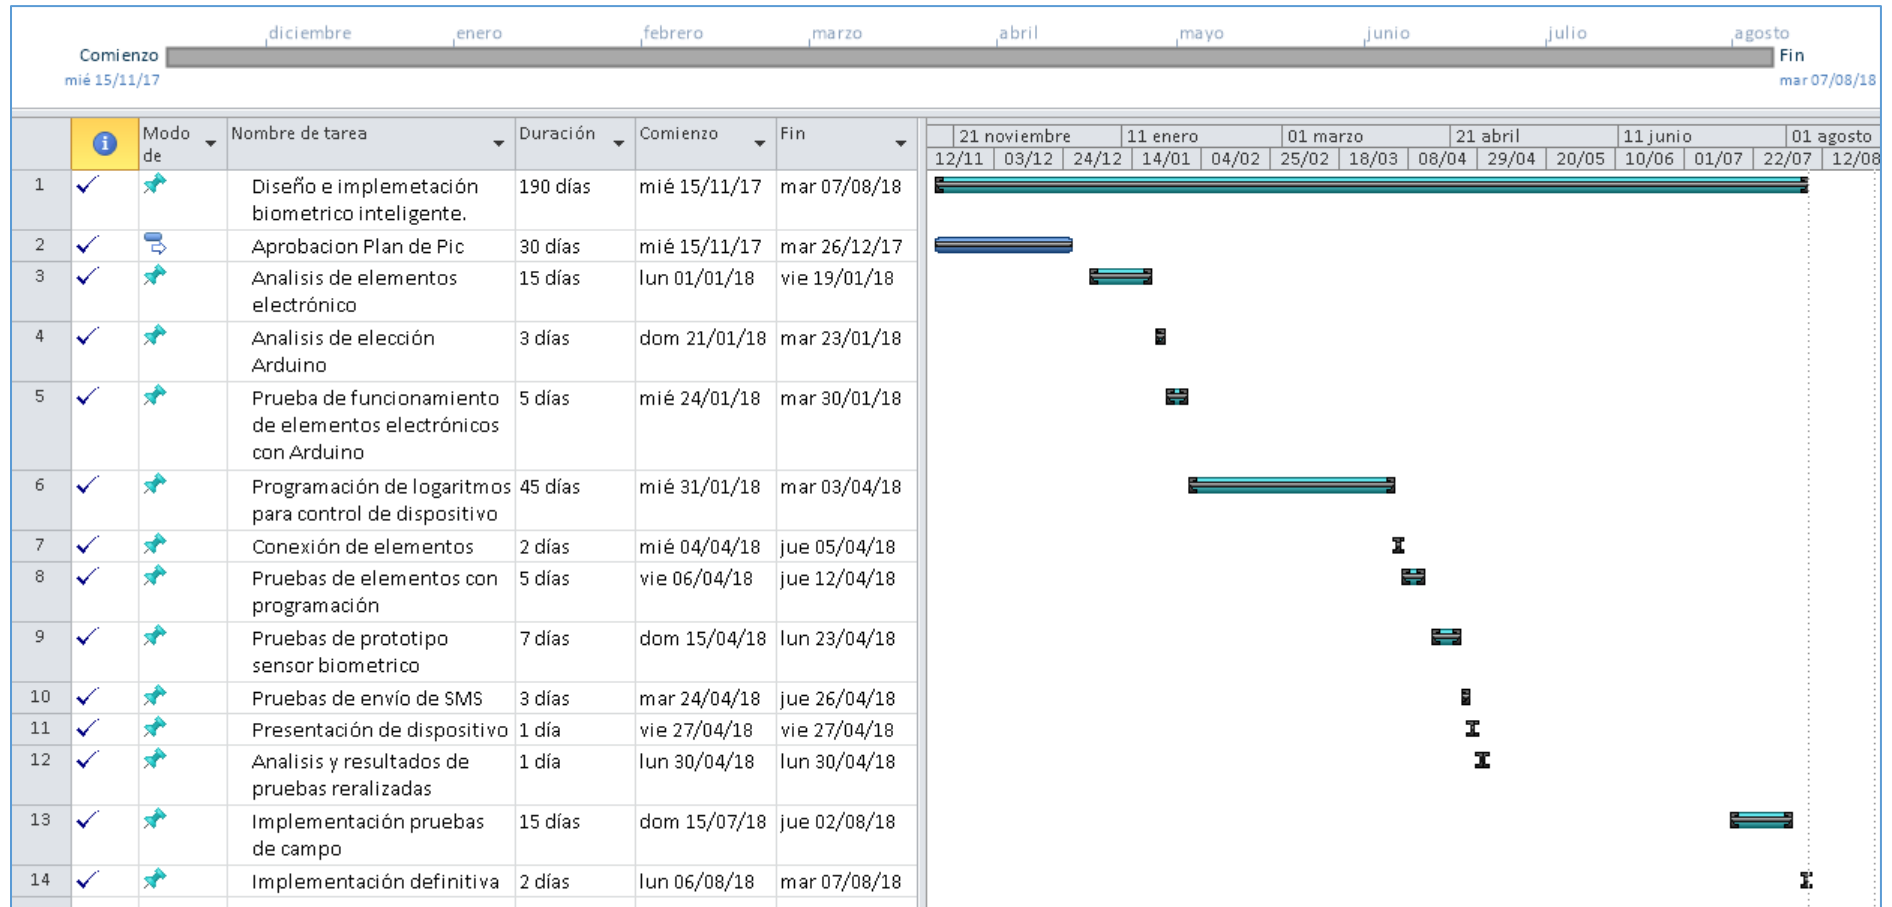 diciembre enero febrero marzo abril mayo junio julio agosto
Comienzo Fin
mié 15/11/17 mar 07/08/18
Modo de Nombre de tarea Duración Comienzo Fin
21 noviembre 11 enero 01 marzo 21 abril 11 junio 01 agosto
12/11 03/12 24/12 14/01 04/02 25/02 18/03 08/04 29/04 20/05 10/06 01/07 22/07 12/08
1 Diseño e implemetación 190 días mié 15/11/17 mar 07/08/18
biometrico inteligente.
2 Aprobacion Plan de Pic 30 días mié 15/11/17 mar 26/12/17
3 Analisis de elementos 15 días lun 01/01/18 vie 19/01/18
electrónico
4 Analisis de elección 3 días dom 21/01/18 mar 23/01/18
Arduino
5 Prueba de funcionamiento 5 días mié 24/01/18 mar 30/01/18
de elementos electrónicos
con Arduino
6 Programación de logaritmos 45 días mié 31/01/18 mar 03/04/18
para control de dispositivo
7 Conexión de elementos 2 días mié 04/04/18 jue 05/04/18
8 Pruebas de elementos con 5 días vie 06/04/18 jue 12/04/18
programación
9 Pruebas de prototipo 7 días dom 15/04/18 lun 23/04/18
sensor biometrico
10 Pruebas de envío de SMS 3 días mar 24/04/18 jue 26/04/18
11 Presentación de dispositivo 1 día vie 27/04/18 vie 27/04/18
12 Analisis y resultados de 1 día lun 30/04/18 lun 30/04/18
pruebas reralizadas
13 Implementación pruebas 15 días dom 15/07/18 jue 02/08/18
de campo
14 Implementación definitiva 2 días lun 06/08/18 mar 07/08/18